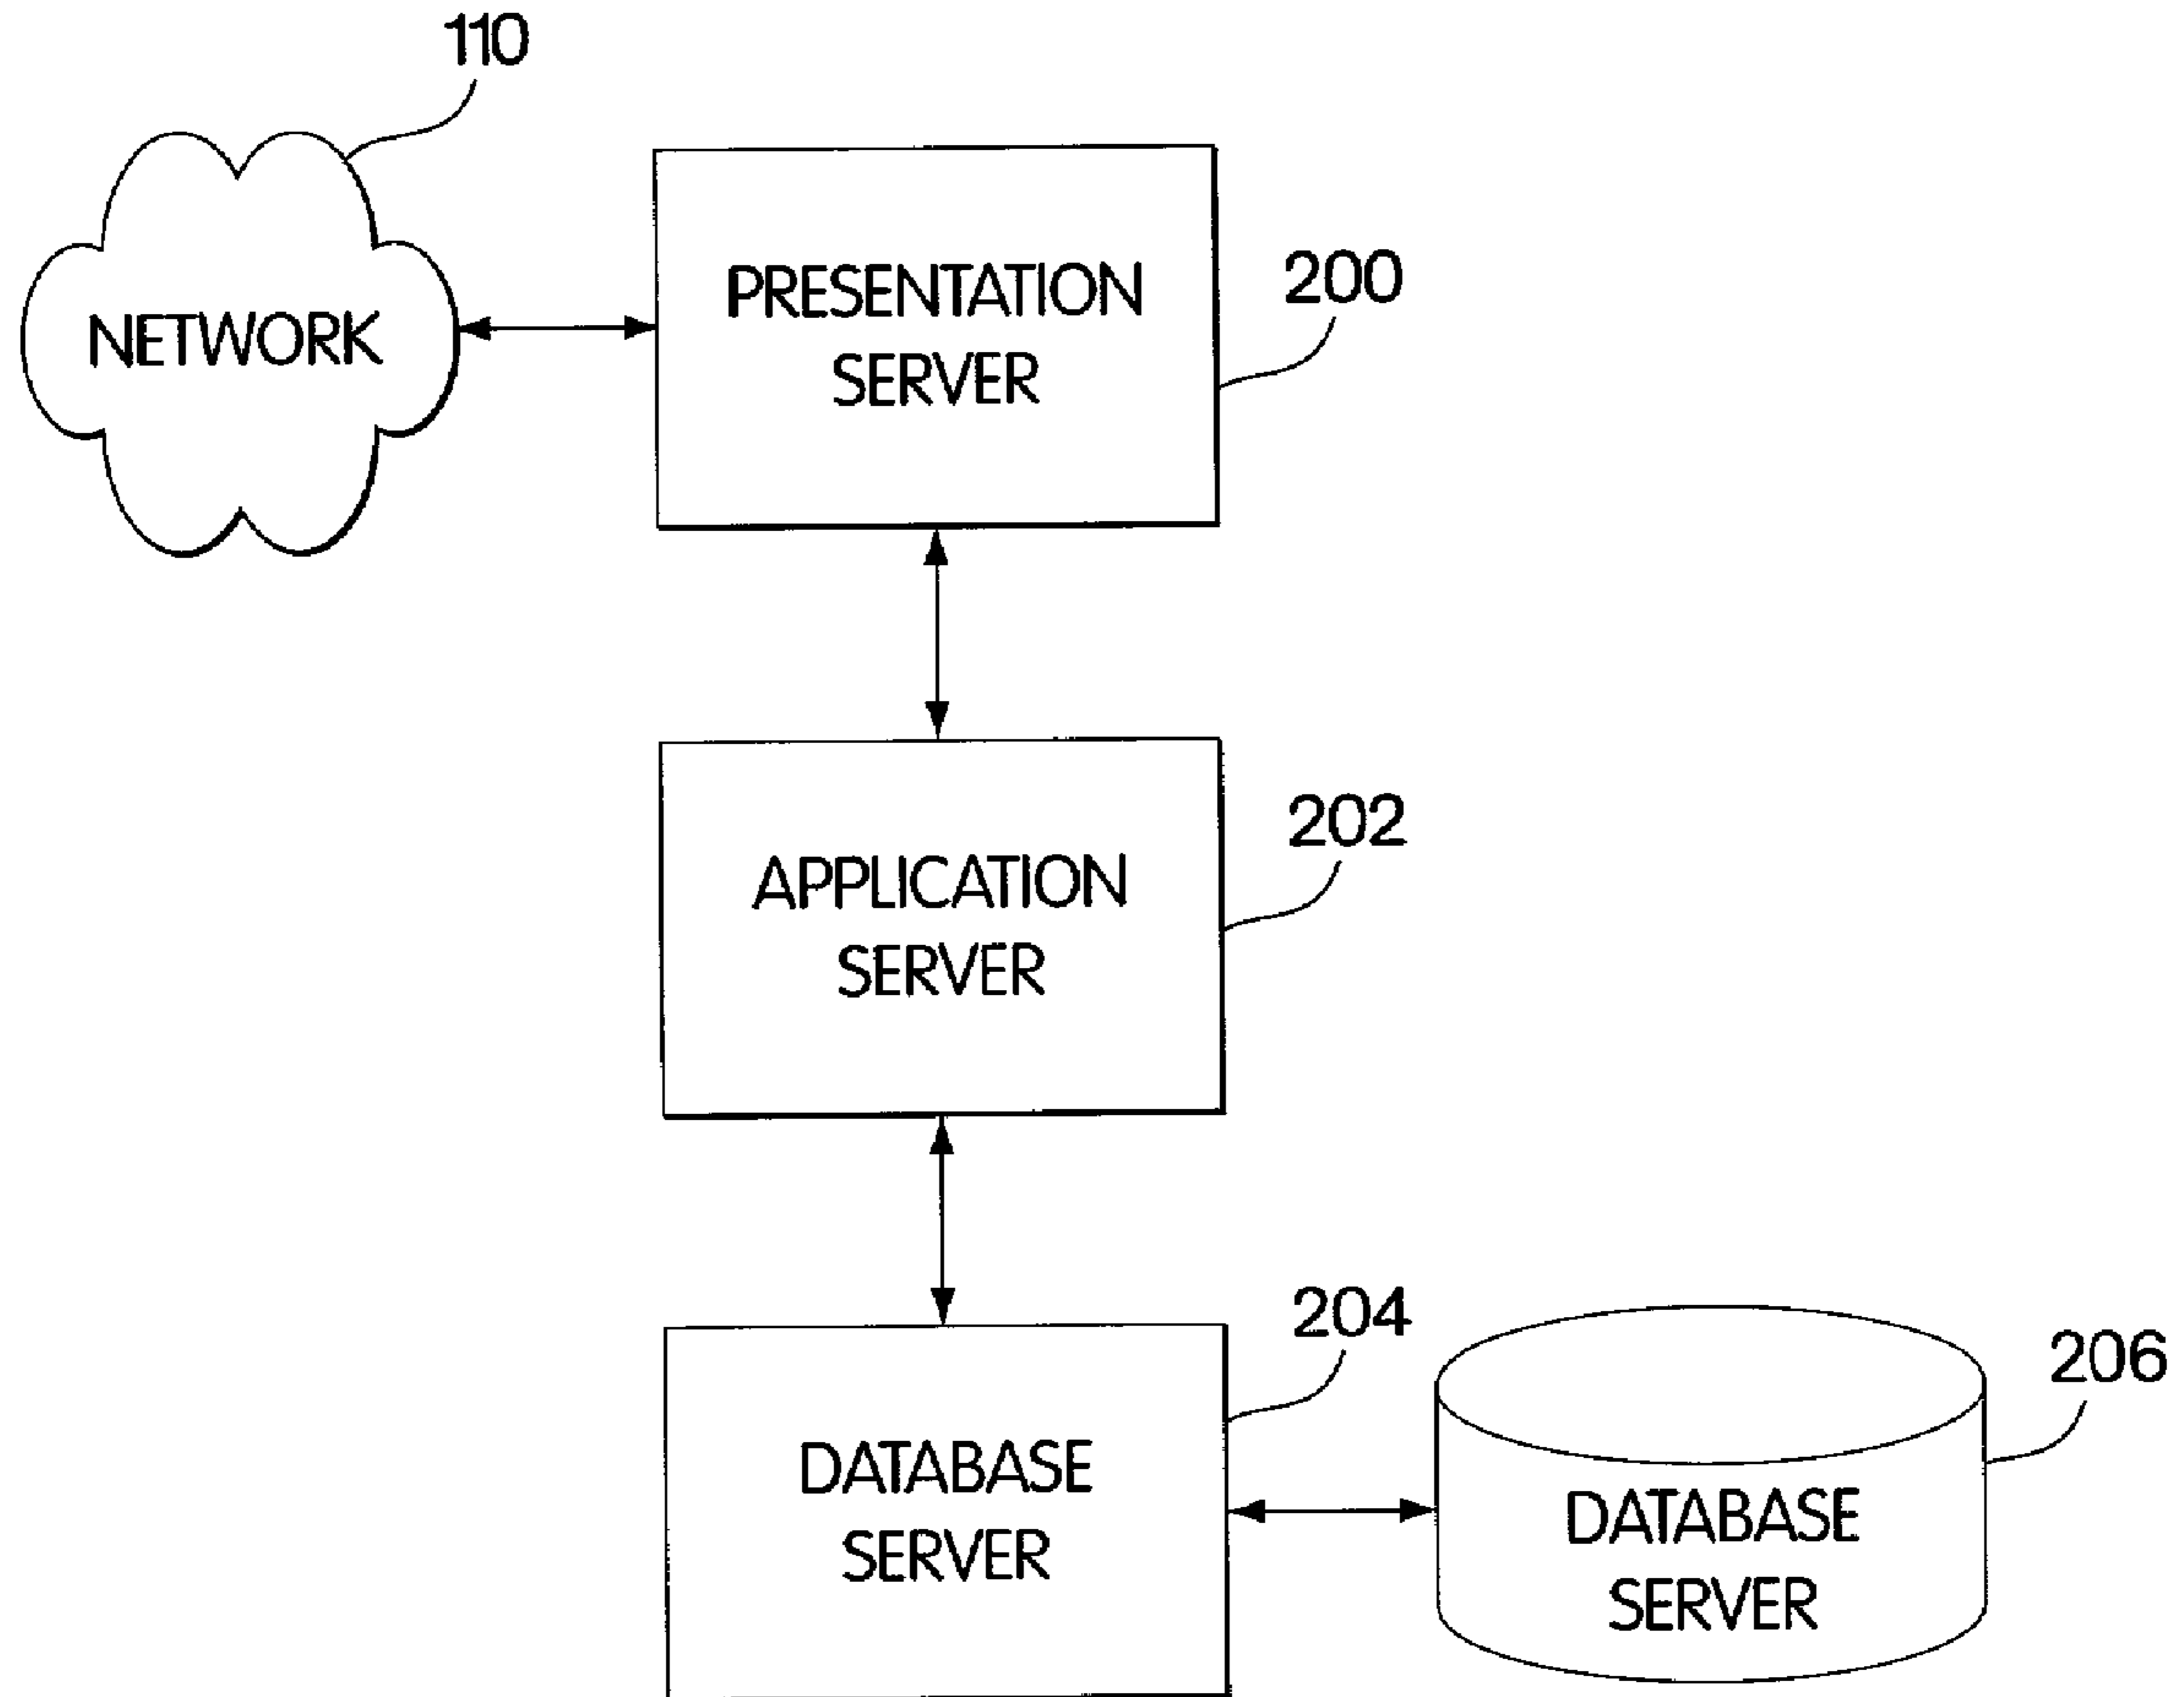 110
NETWORK
PRESENTATION
SERVER
200
APPLICATION
SERVER
202
DATABASE
SERVER
204
DATABASE
SERVER
206